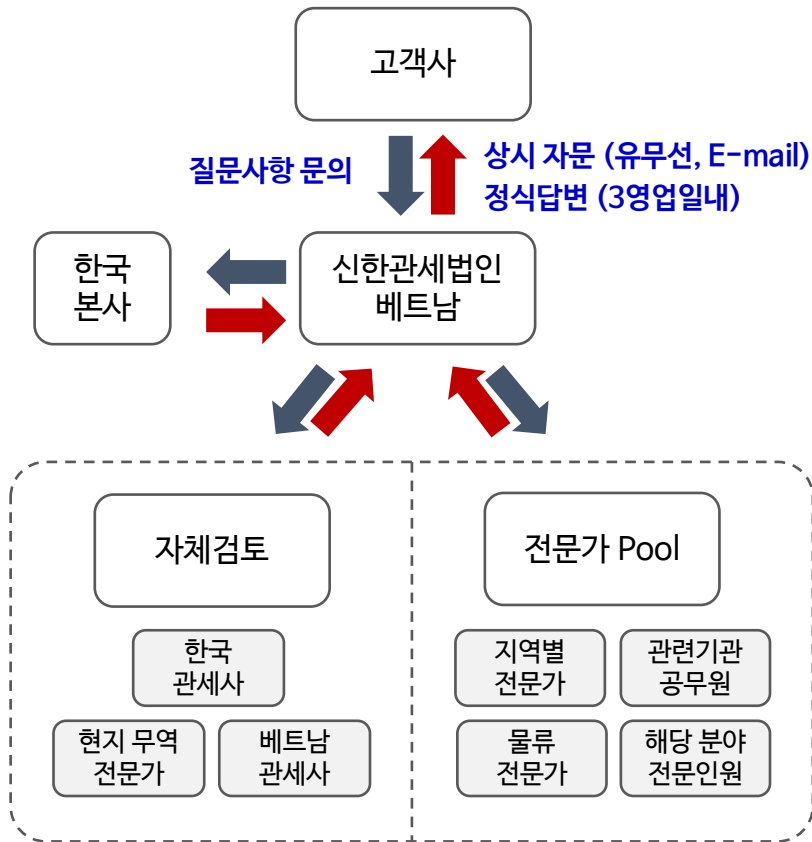 고객사
질문사항 문의
상시 자문 (유무선, E-mail)
정식답변 (3영업일내)
한국
본사
신한관세법인
베트남
자체검토
전문가 Pool
한국
관세사
현지 무역
전문가
베트남
관세사
지역별
전문가
관련기관
공무원
물류
전문가
해당 분야
전문인원